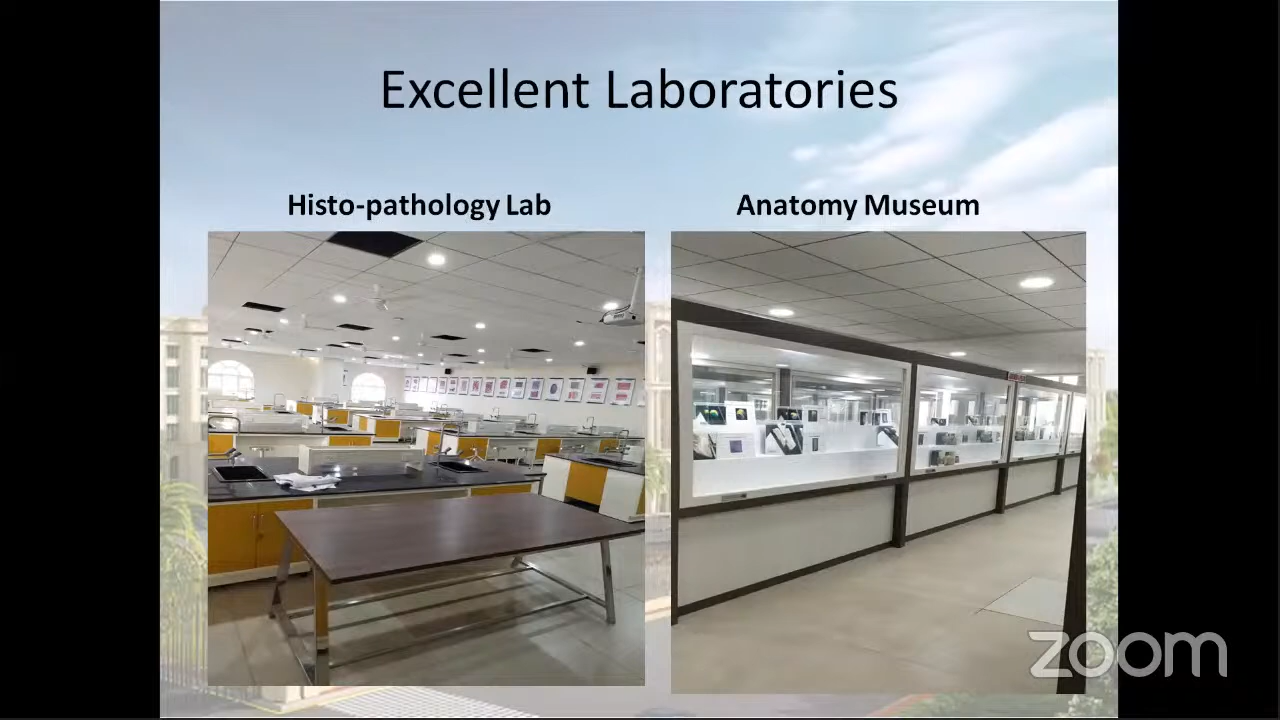 Excellent Laboratories
Histo-pathology Lab
Anatomy Museum
zoom